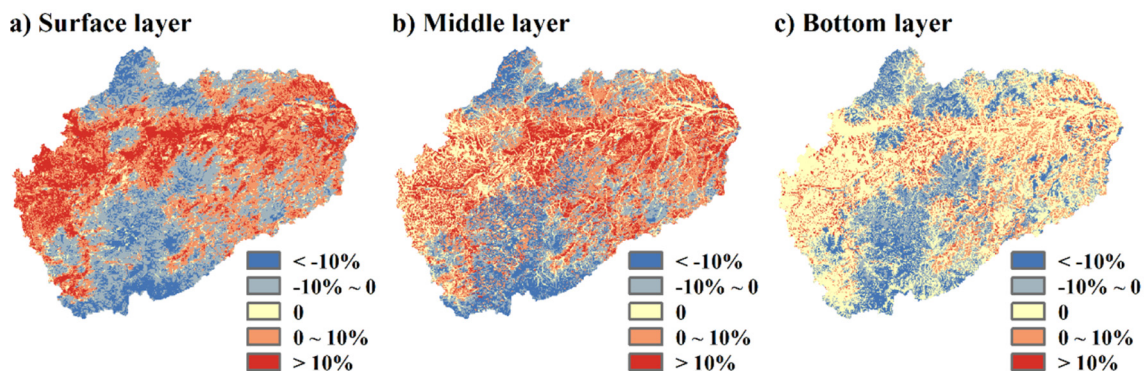 a) Surface layer
b) Middle layer
c) Bottom layer
< -10%
-10% ~ 0
0
0 ~ 10%
> 10%
< -10%
-10% ~ 0
0
0 ~ 10%
> 10%
< -10%
-10% ~ 0
0
0 ~ 10%
> 10%